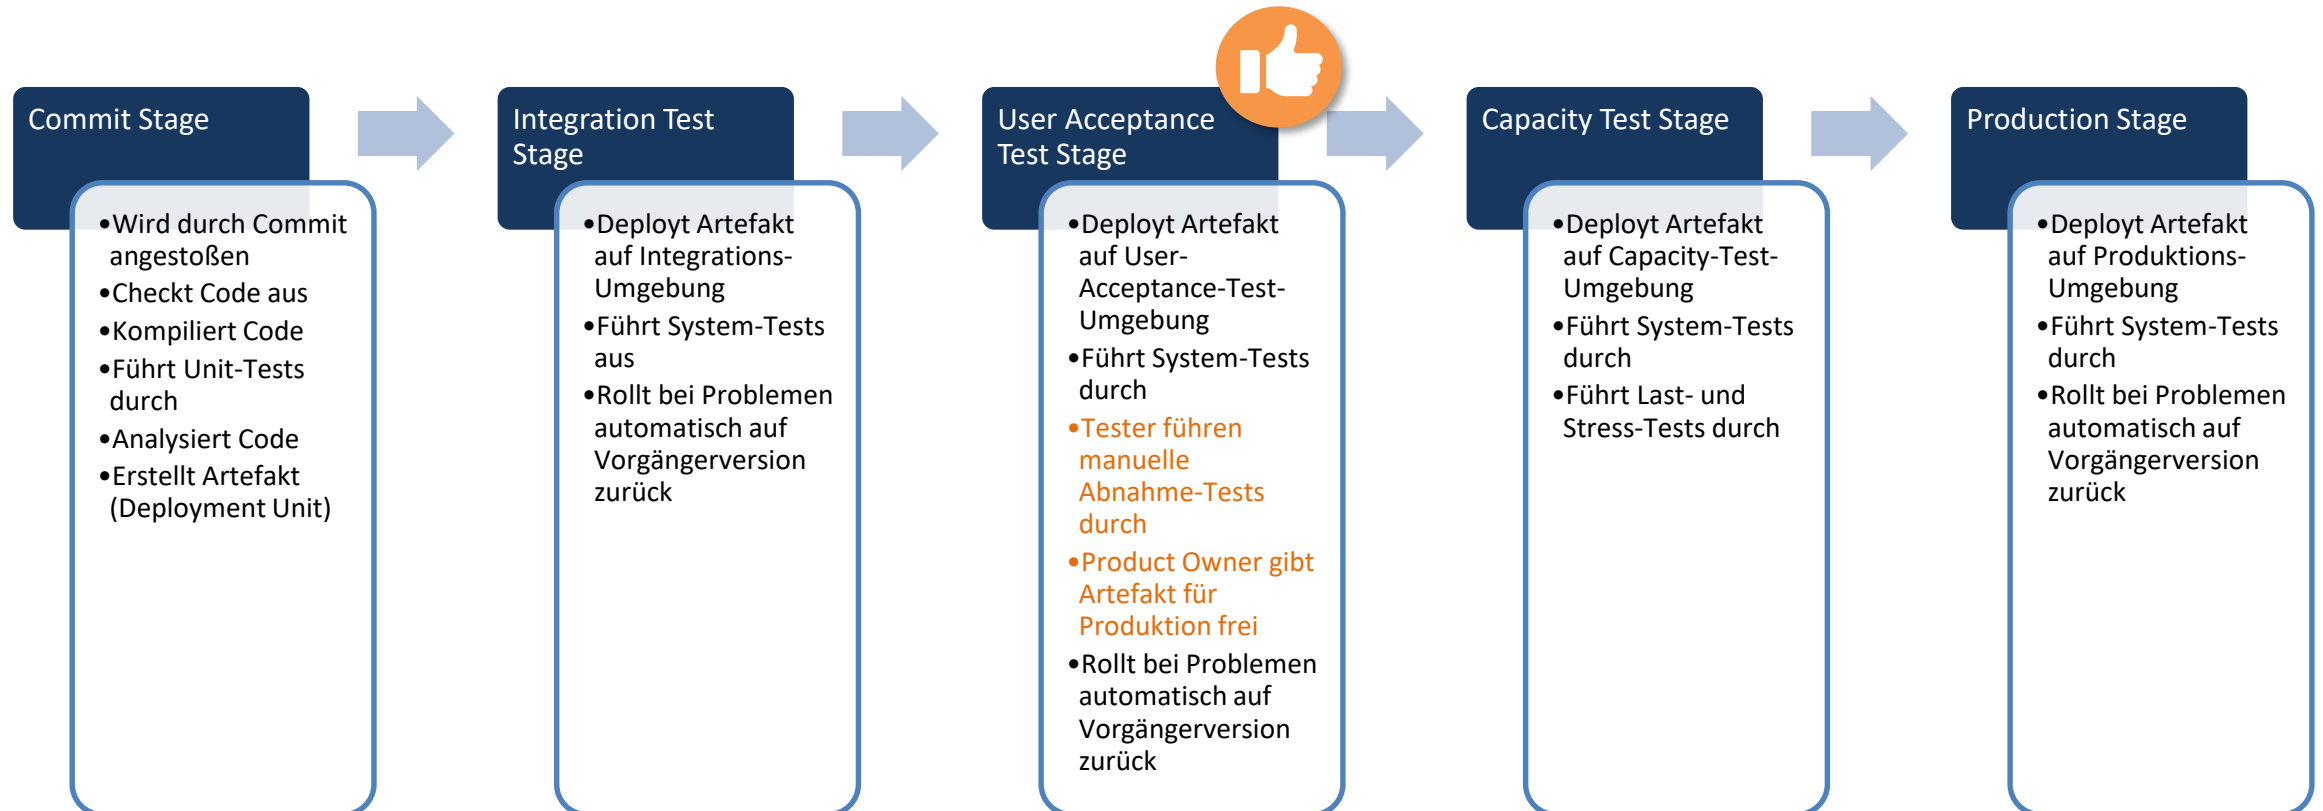 Commit Stage
•Wird durch Commit
angestoßen
•Checkt Code aus
•Kompiliert Code
•Führt Unit-Tests
durch
•Analysiert Code
•Erstellt Artefakt
(Deployment Unit)
Integration Test
Stage
•Deployt Artefakt
auf Integrations-
Umgebung
•Führt System-Tests
aus
•Rollt bei Problemen
automatisch auf
Vorgängerversion
zurück
User Acceptance
Test Stage
•Deployt Artefakt
auf User-
Acceptance-Test-
Umgebung
•Führt System-Tests
durch
•Tester führen
manuelle
Abnahme-Tests
durch
•Product Owner gibt
Artefakt für
Produktion frei
•Rollt bei Problemen
automatisch auf
Vorgängerversion
zurück
Capacity Test Stage
•Deployt Artefakt
auf Capacity-Test-
Umgebung
•Führt System-Tests
durch
•Führt Last- und
Stress-Tests durch
Production Stage
•Deployt Artefakt
auf Produktions-
Umgebung
•Führt System-Tests
durch
•Rollt bei Problemen
automatisch auf
Vorgängerversion
zurück